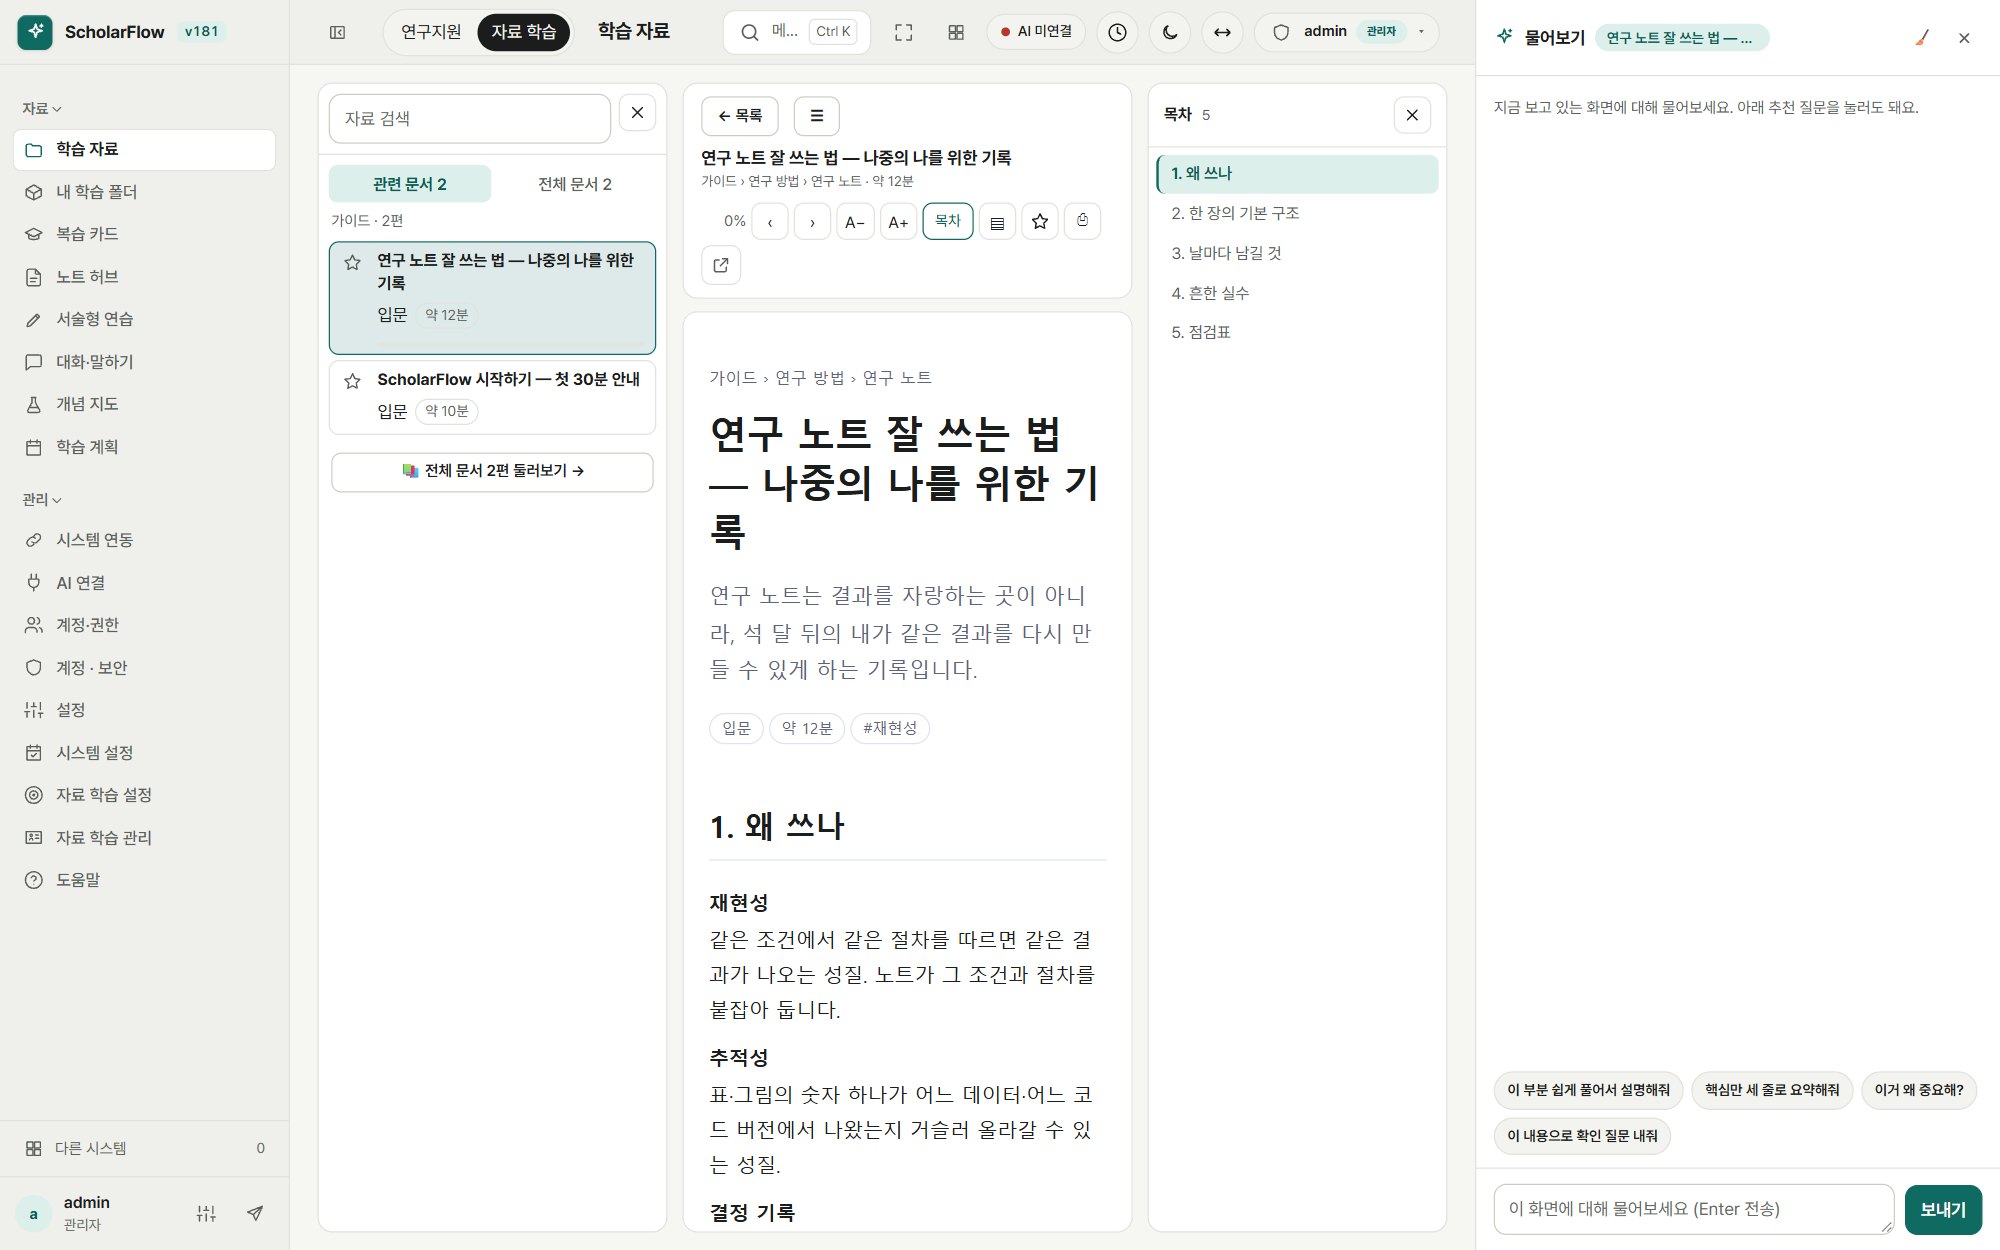 ScholarFlow v181
자료
학습 자료
내 학습 폴더
복습 카드
노트 허브
서술형 연습
대화·말하기
개념 지도
학습 계획
관리
시스템 연동
AI 연결
계정·권한
계정 · 보안
설정
시스템 설정
자료 학습 설정
자료 학습 관리
도움말
다른 시스템 0
a admin
관리자
연구지원 자료 학습 학습 자료 메... Ctrl K AI 미연결 admin 관리자
자료 검색
관련 문서 2 전체 문서 2
가이드 · 2편
연구 노트 잘 쓰는 법 — 나중의 나를 위한
기록
입문 약 12분
ScholarFlow 시작하기 — 첫 30분 안내
입문 약 10분
전체 문서 2편 둘러보기 →
← 목록
연구 노트 잘 쓰는 법 — 나중의 나를 위한 기록
가이드 › 연구 방법 › 연구 노트 · 약 12분
0% ‹ › A− A+ 목차
가이드 › 연구 방법 › 연구 노트
연구 노트 잘 쓰는 법
— 나중의 나를 위한 기
록
연구 노트는 결과를 자랑하는 곳이 아니
라, 석 달 뒤의 내가 같은 결과를 다시 만
들 수 있게 하는 기록입니다.
입문 약 12분 #재현성
1. 왜 쓰나
재현성
같은 조건에서 같은 절차를 따르면 같은 결
과가 나오는 성질. 노트가 그 조건과 절차를
붙잡아 둡니다.
추적성
표·그림의 숫자 하나가 어느 데이터·어느 코
드 버전에서 나왔는지 거슬러 올라갈 수 있
는 성질.
결정 기록
목차 5
1. 왜 쓰나
2. 한 장의 기본 구조
3. 날마다 남길 것
4. 흔한 실수
5. 점검표
물어보기 연구 노트 잘 쓰는 법 — ...
지금 보고 있는 화면에 대해 물어보세요. 아래 추천 질문을 눌러도 돼요.
이 부분 쉽게 풀어서 설명해줘 핵심만 세 줄로 요약해줘 이거 왜 중요해?
이 내용으로 확인 질문 내줘
이 화면에 대해 물어보세요 (Enter 전송) 보내기